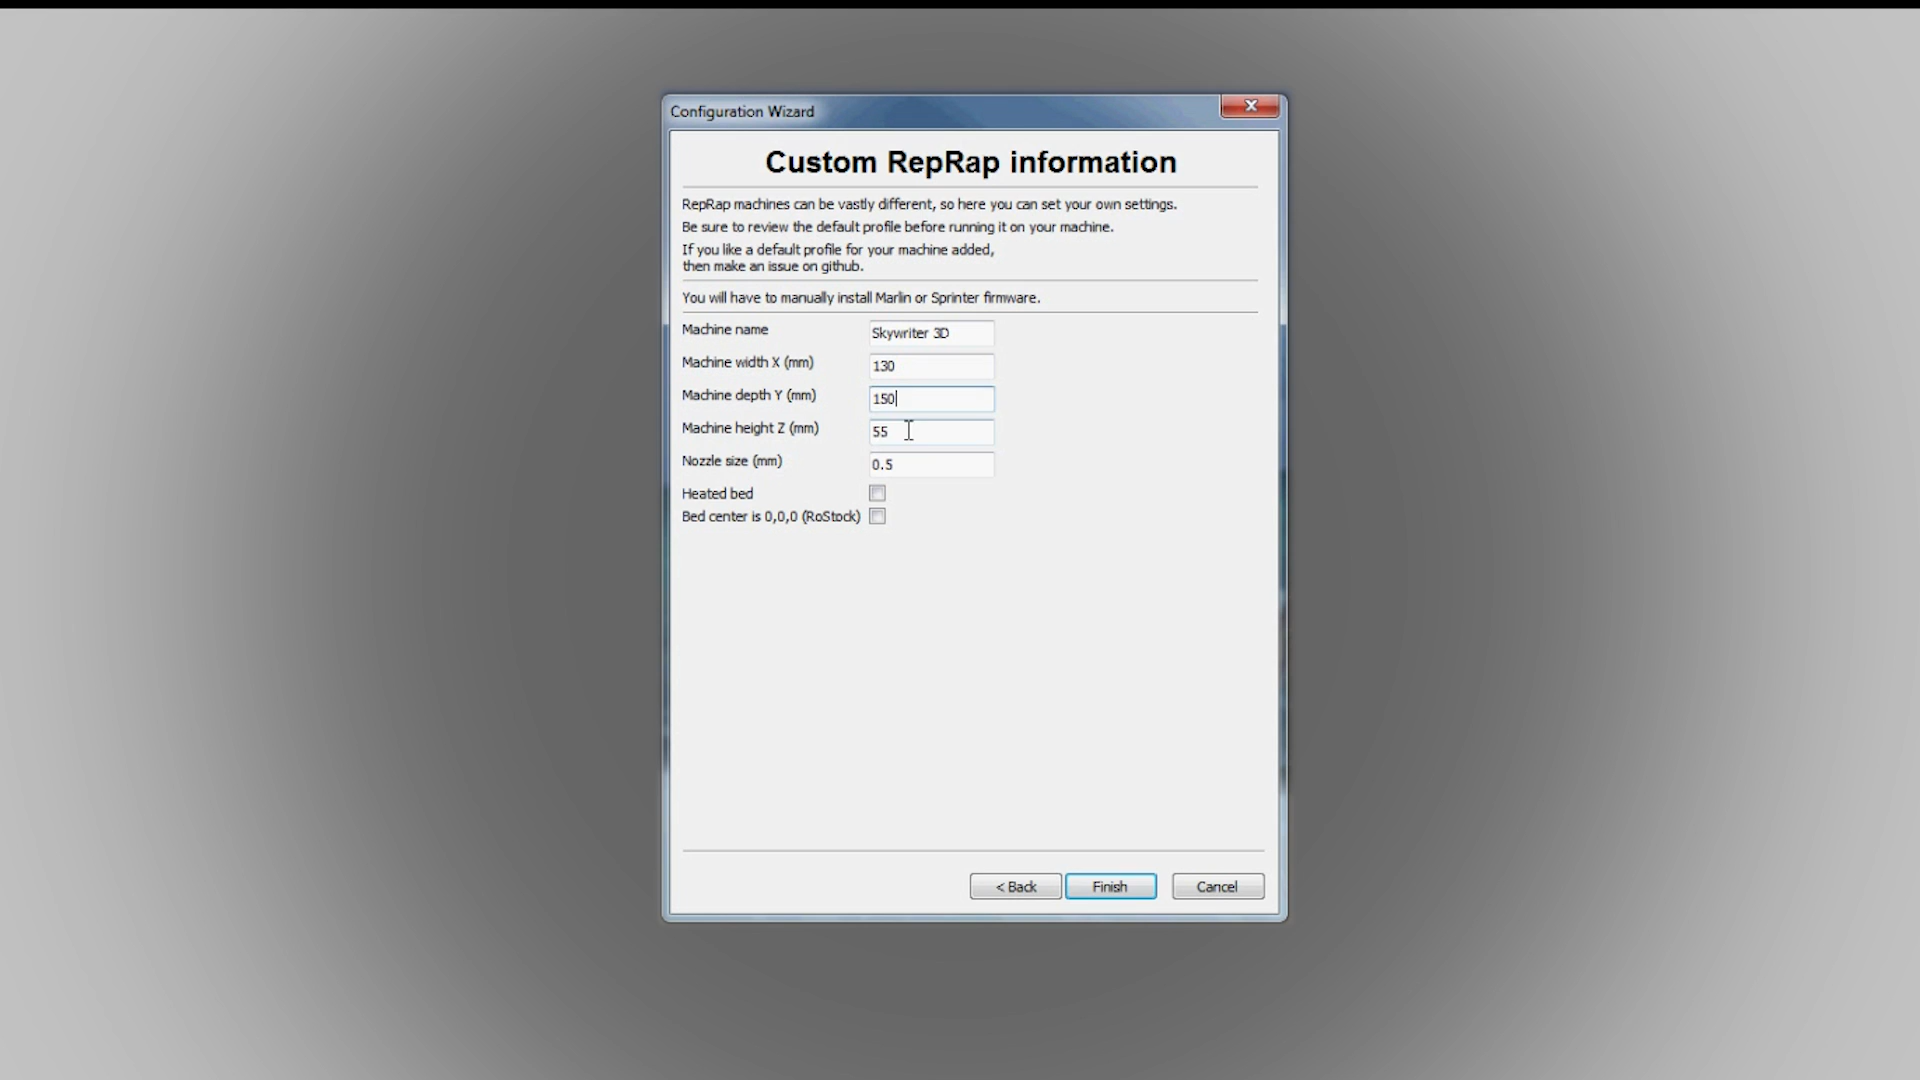 Configuration Wizard
Custom RepRap information
RepRap machines can be vastly different, so here you can set your own settings.
Be sure to review the default profile before running it on your machine.
If you like a default profile for your machine added,
then make an issue on github.
You will have to manually install Marlin or Sprinter firmware.
Machine name Skywriter 3D
Machine width X (mm) 130
Machine depth Y (mm) 150
Machine height Z (mm) 55
Nozzle size (mm) 0.5
Heated bed
Bed center is 0,0,0 (RoStock)
< Back Finish Cancel